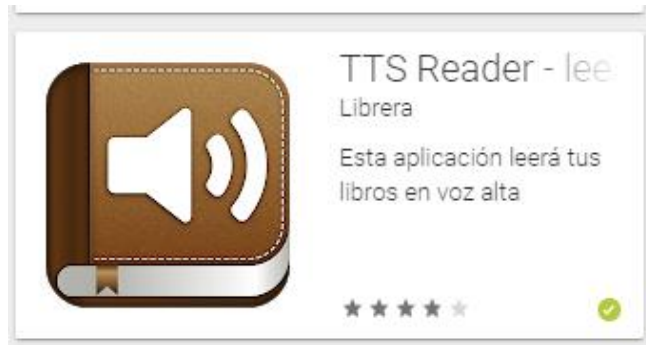 TTS Reader - lee
Librera
Esta aplicación leerá tus
libros en voz alta